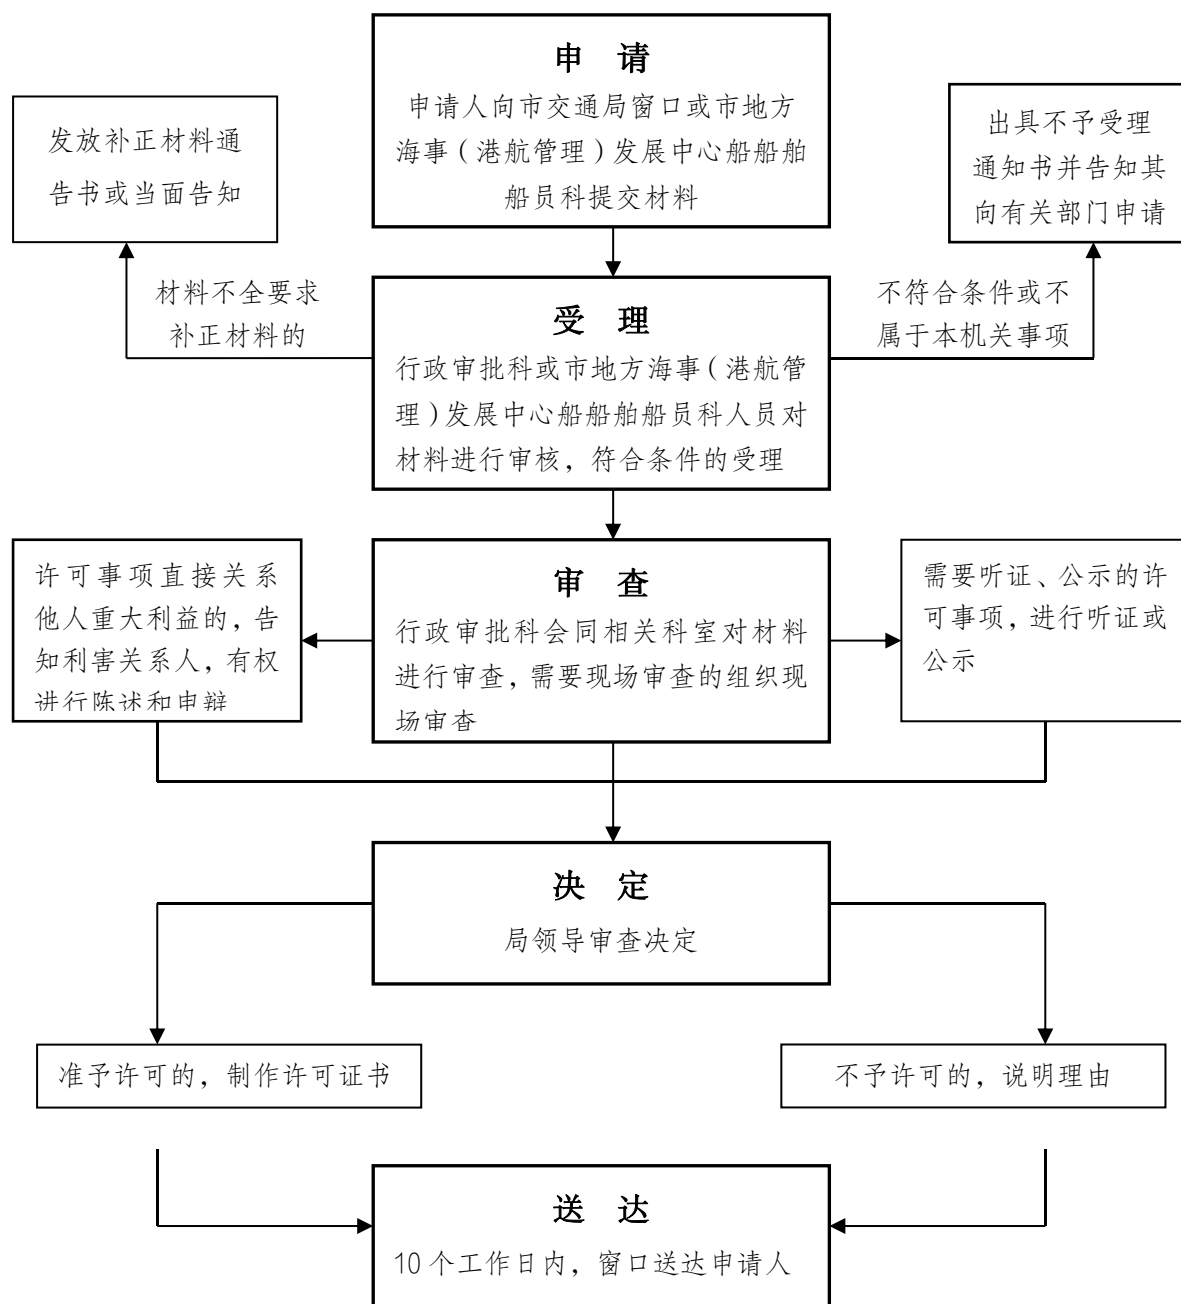 申 请
申请人向市交通局窗口或市地方
海事（港航管理）发展中心船船舶
船员科提交材料
发放补正材料通
告书或当面告知
出具不予受理
通知书并告知其
向有关部门申请
材料不全要求
补正材料的
不符合条件或不
属于本机关事项
受 理
行政审批科或市地方海事（港航管
理）发展中心船船舶船员科人员对
材料进行审核，符合条件的受理
许可事项直接关系
他人重大利益的，告
知利害关系人，有权
进行陈述和申辩
审 查
行政审批科会同相关科室对材料
进行审查，需要现场审查的组织现
场审查
需要听证、公示的许
可事项，进行听证或
公示
决 定
局领导审查决定
准予许可的，制作许可证书
不予许可的，说明理由
送 达
10个工作日内，窗口送达申请人